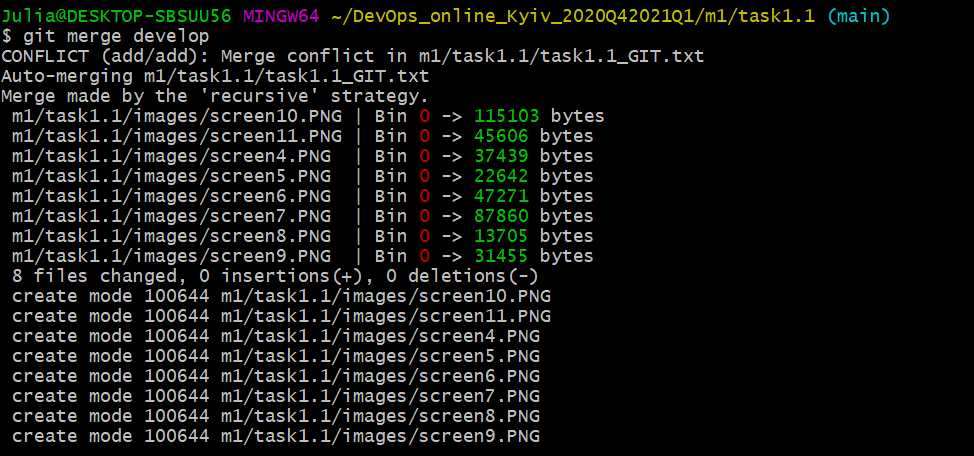 Julia@DESKTOP-SBSUU56 MINGW64 ~/DevOps_online_Kyiv_2020Q42021Q1/m1/task1.1 (main)
$ git merge develop
CONFLICT (add/add): Merge conflict in m1/task1.1/task1.1_GIT.txt
Auto-merging m1/task1.1/task1.1_GIT.txt
Merge made by the 'recursive' strategy.
 m1/task1.1/images/screen10.PNG | Bin 0 -> 115103 bytes
 m1/task1.1/images/screen11.PNG | Bin 0 -> 45606 bytes
 m1/task1.1/images/screen4.PNG  | Bin 0 -> 37439 bytes
 m1/task1.1/images/screen5.PNG  | Bin 0 -> 22642 bytes
 m1/task1.1/images/screen6.PNG  | Bin 0 -> 47271 bytes
 m1/task1.1/images/screen7.PNG  | Bin 0 -> 87860 bytes
 m1/task1.1/images/screen8.PNG  | Bin 0 -> 13705 bytes
 m1/task1.1/images/screen9.PNG  | Bin 0 -> 31455 bytes
 8 files changed, 0 insertions(+), 0 deletions(-)
 create mode 100644 m1/task1.1/images/screen10.PNG
 create mode 100644 m1/task1.1/images/screen11.PNG
 create mode 100644 m1/task1.1/images/screen4.PNG
 create mode 100644 m1/task1.1/images/screen5.PNG
 create mode 100644 m1/task1.1/images/screen6.PNG
 create mode 100644 m1/task1.1/images/screen7.PNG
 create mode 100644 m1/task1.1/images/screen8.PNG
 create mode 100644 m1/task1.1/images/screen9.PNG